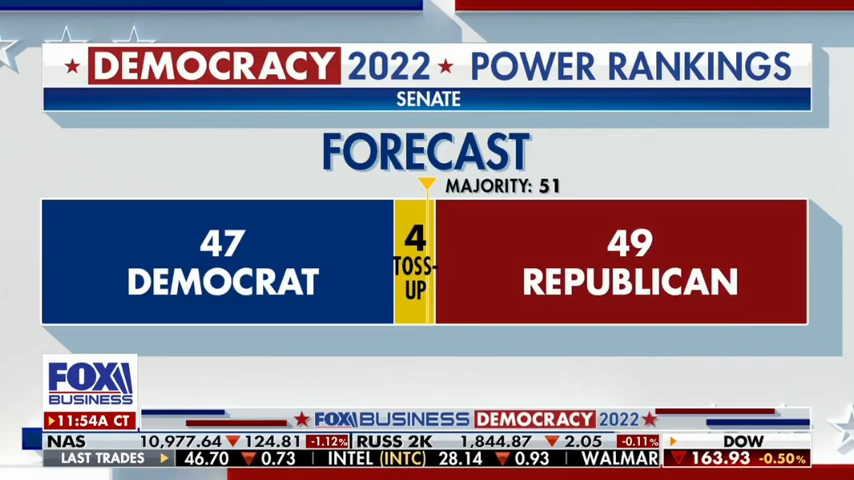 DEMOCRACY 2022 POWER RANKINGS
SENATE
FORECAST
MAJORITY: 51
47
DEMOCRAT
4
TOSS-
UP
49
REPUBLICAN
FOX
BUSINESS
11:54A CT
FOX BUSINESS DEMOCRACY 2022
NAS 10,977.64 124.81 -1.12% RUSS 2K 1,844.87 2.05 -0.11% DOW
LAST TRADES 46.70 0.73 INTEL (INTC) 28.14 0.93 WALMAR 163.93 -0.50%